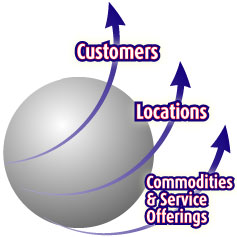 Customers
Locations
Commodities
& Service
Offerings